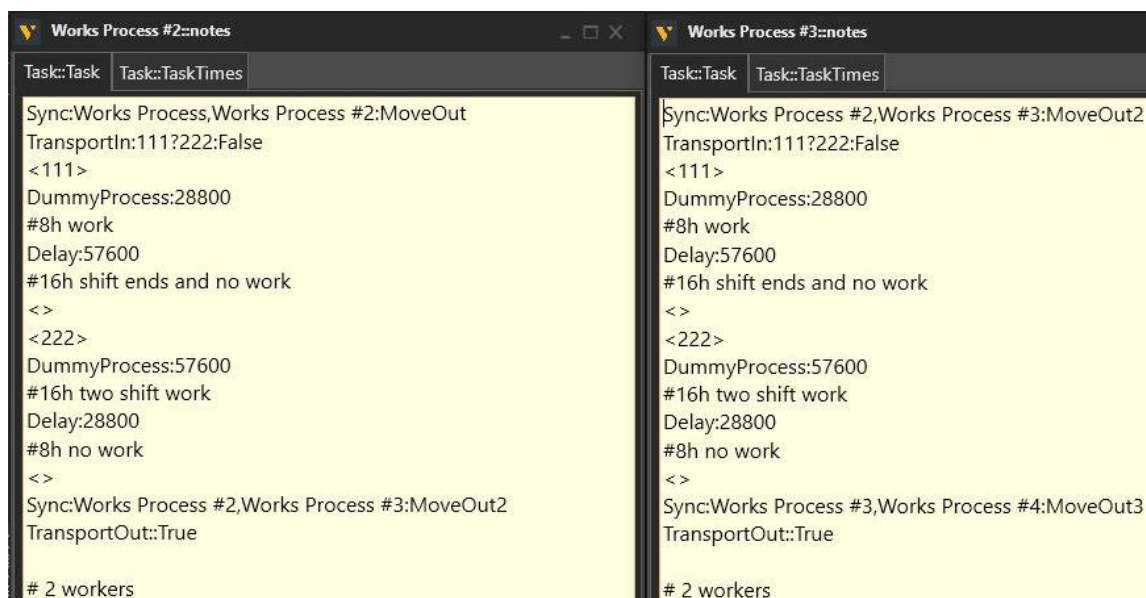 Works Process #2::notes
Task::Task
Task::TaskTimes
Sync:Works Process,Works Process #2:MoveOut
TransportIn:111?222:False
<111>
DummyProcess:28800
#8h work
Delay:57600
#16h shift ends and no work
<>
<222>
DummyProcess:57600
#16h two shift work
Delay:28800
#8h no work
<>
Sync:Works Process #2,Works Process #3:MoveOut2
TransportOut::True
# 2 workers
Works Process #3::notes
Task::Task
Task::TaskTimes
Sync:Works Process #2,Works Process #3:MoveOut2
TransportIn:111?222:False
<111>
DummyProcess:28800
#8h work
Delay:57600
#16h shift ends and no work
<>
<222>
DummyProcess:57600
#16h two shift work
Delay:28800
#8h no work
<>
Sync:Works Process #3,Works Process #4:MoveOut3
TransportOut::True
# 2 workers